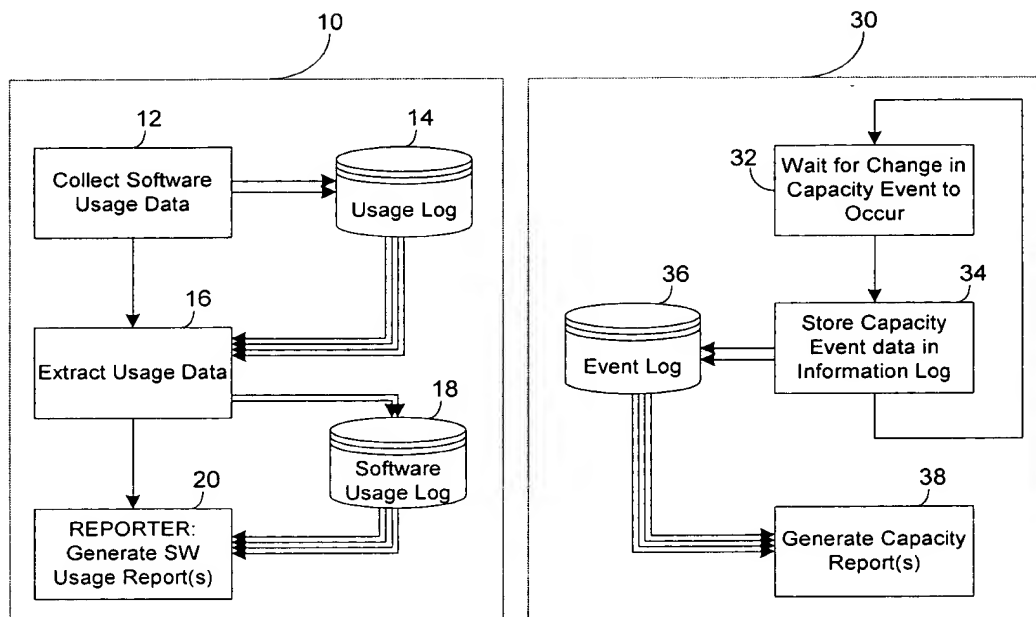 10
12
Collect Software
Usage Data
14
Usage Log
16
Extract Usage Data
18
Software
Usage Log
20
REPORTER:
Generate SW
Usage Report(s)
30
32
Wait for Change in
Capacity Event to
Occur
34
Store Capacity
Event data in
Information Log
36
Event Log
38
Generate Capacity
Report(s)